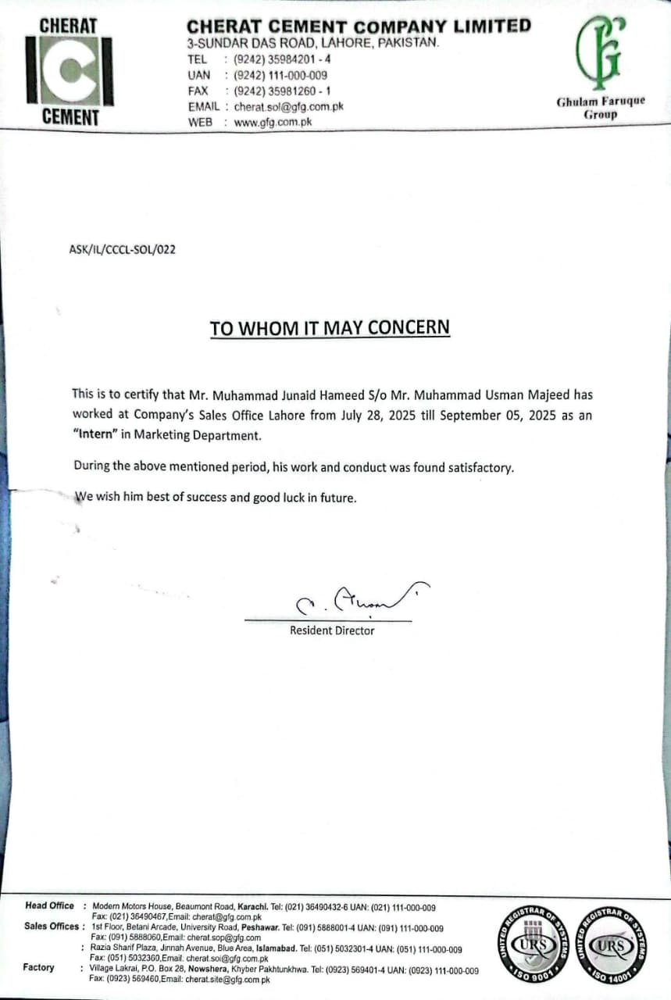 CHERAT
C
CEMENT
CHERAT CEMENT COMPANY LIMITED
3-SUNDAR DAS ROAD, LAHORE, PAKISTAN.
TEL : (9242) 35984201 - 4
UAN : (9242) 111-000-009
FAX : (9242) 35981260 - 1
EMAIL : cherat.sol@gfg.com.pk
WEB : www.gfg.com.pk
Ghulam Faruque
Group
ASK/IL/CCCL-SOL/022
TO WHOM IT MAY CONCERN
This is to certify that Mr. Muhammad Junaid Hameed S/o Mr. Muhammad Usman Majeed has
worked at Company's Sales Office Lahore from July 28, 2025 till September 05, 2025 as an
“Intern” in Marketing Department.
During the above mentioned period, his work and conduct was found satisfactory.
We wish him best of success and good luck in future.
Resident Director
Head Office : Modern Motors House, Beaumont Road, Karachi. Tel: (021) 36490432-6 UAN: (021) 111-000-009
Fax: (021) 36490467,Email: cherat@gfg.com.pk
Sales Offices : 1st Floor, Betani Arcade, University Road, Peshawar. Tel: (091) 5888001-4 UAN: (091) 111-000-009
Fax: (091) 5888060,Email: cherat.sop@gfg.com
: Razia Sharif Plaza, Jinnah Avenue, Blue Area, Islamabad. Tel: (051) 5032301-4 UAN: (051) 111-000-009
Fax: (051) 5032360,Email: cherat.soi@gfg.com.pk
Factory : Village Lakrai, P.O. Box 28, Nowshera, Khyber Pakhtunkhwa. Tel: (0923) 569401-4 UAN: (0923) 111-000-009
Fax: (0923) 569460,Email: cherat.site@gfg.com.pk
UNITED REGISTRAR OF SYSTEMS
URS
ISO 9001
UNITED REGISTRAR OF SYSTEMS
URS
ISO 14001